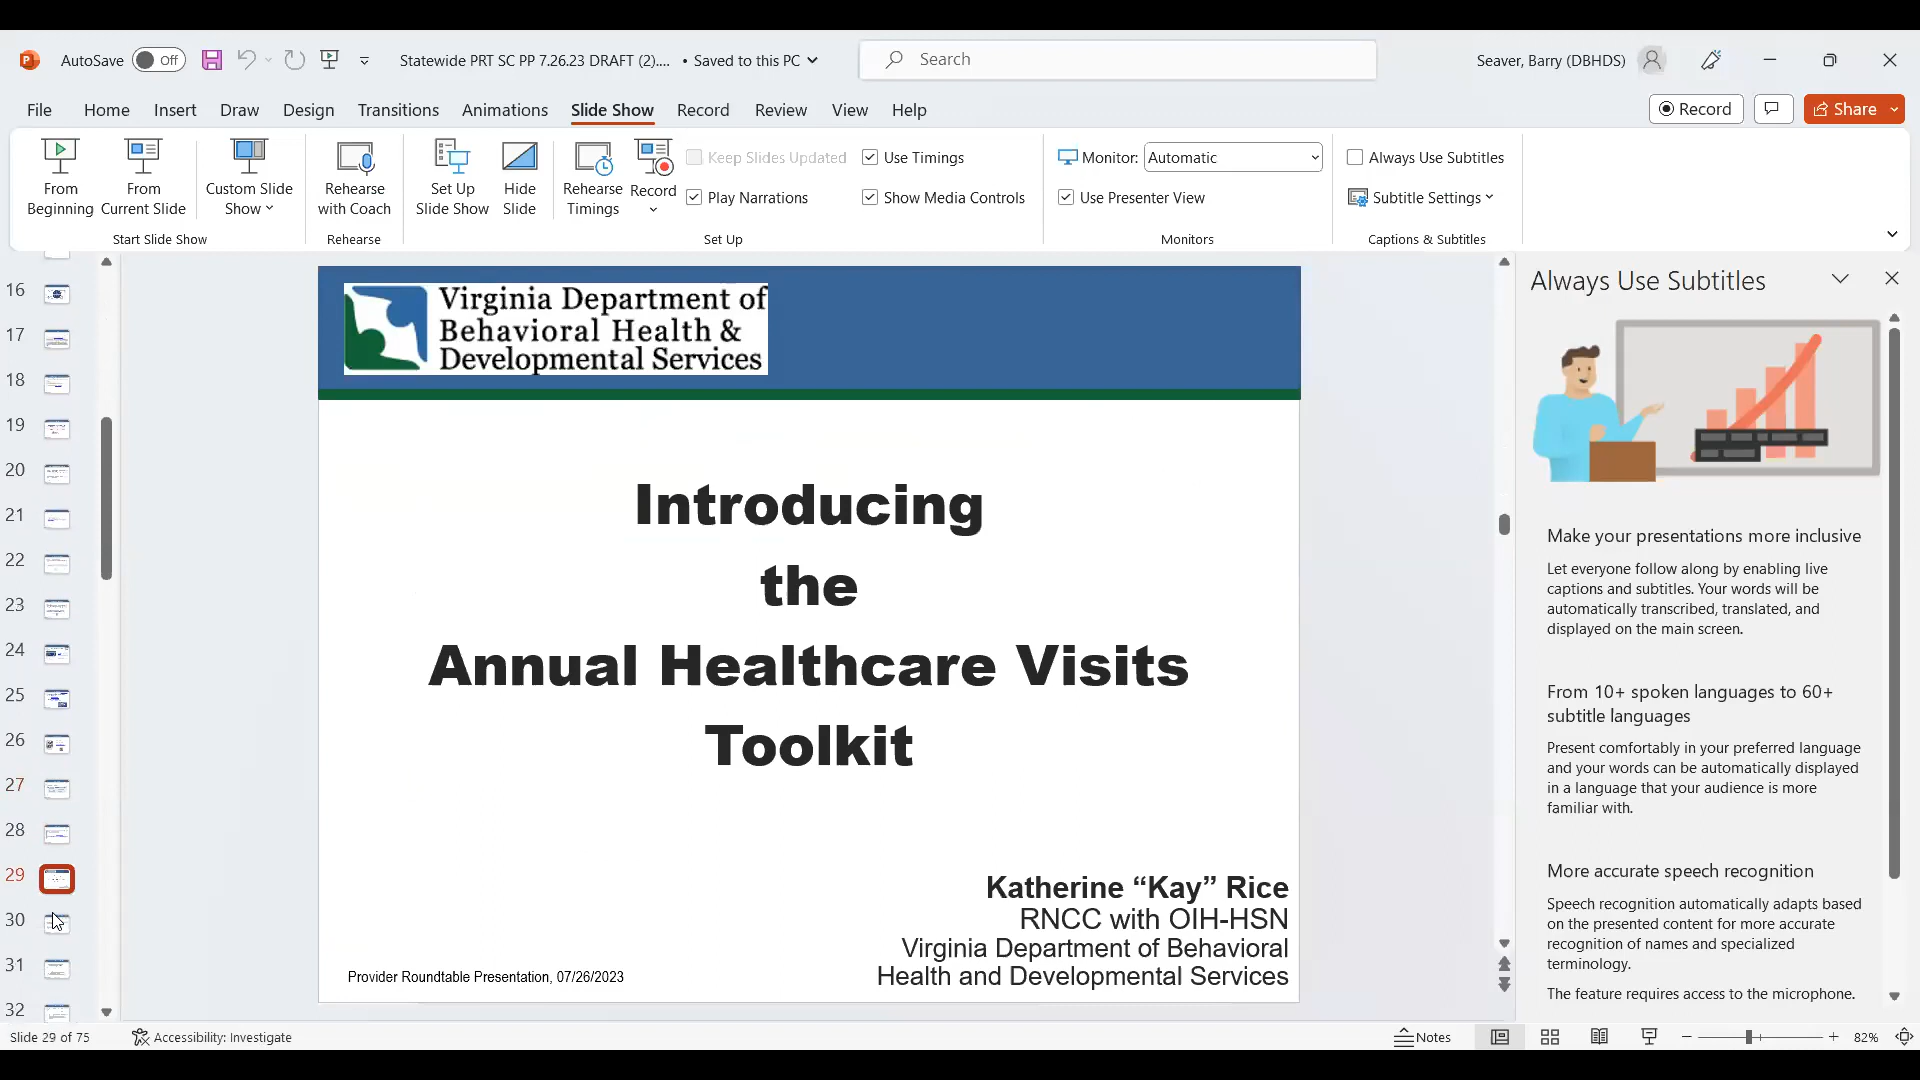 AutoSave Off Statewide PRT SC PP 7.26.23 DRAFT (2).... • Saved to this PC Search Seaver, Barry (DBHDS)
File Home Insert Draw Design Transitions Animations Slide Show Record Review View Help Record Share
From Beginning
From Current Slide
Custom Slide Show
Start Slide Show
Rehearse with Coach
Rehearse
Set Up Slide Show
Hide Slide
Rehearse Timings
Record
Keep Slides Updated
Play Narrations
Use Timings
Show Media Controls
Set Up
Monitor: Automatic
Use Presenter View
Monitors
Always Use Subtitles
Subtitle Settings
Captions & Subtitles
16
17
18
19
20
21
22
23
24
25
26
27
28
29
30
31
32
Virginia Department of
Behavioral Health &
Developmental Services
Introducing
the
Annual Healthcare Visits
Toolkit
Katherine “Kay” Rice
RNCC with OIH-HSN
Virginia Department of Behavioral
Health and Developmental Services
Provider Roundtable Presentation, 07/26/2023
Always Use Subtitles
Make your presentations more inclusive
Let everyone follow along by enabling live
captions and subtitles. Your words will be
automatically transcribed, translated, and
displayed on the main screen.
From 10+ spoken languages to 60+
subtitle languages
Present comfortably in your preferred language
and your words can be automatically displayed
in a language that your audience is more
familiar with.
More accurate speech recognition
Speech recognition automatically adapts based
on the presented content for more accurate
recognition of names and specialized
terminology.
The feature requires access to the microphone.
Slide 29 of 75 Accessibility: Investigate Notes 82%